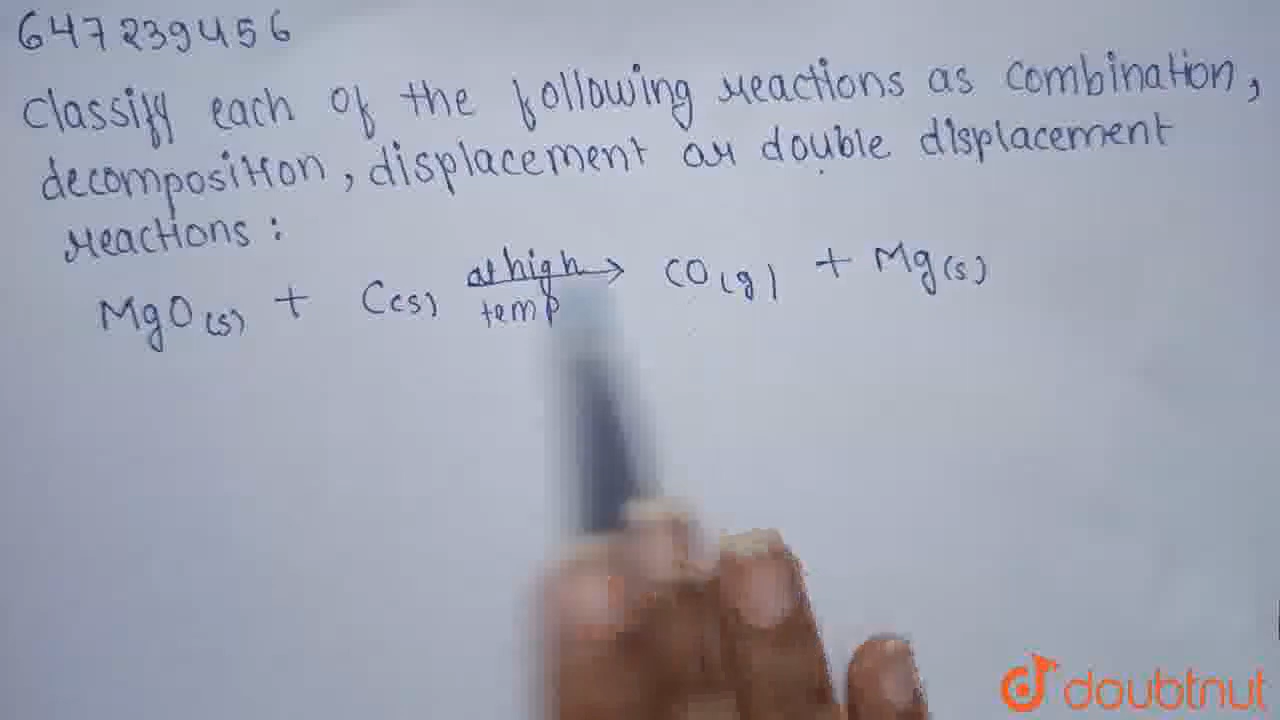 647239456
Classify each of the following reactions as combination,
decomposition, displacement or double displacement
reactions:
MgO(s) + C(s) at high temp → CO(g) + Mg(s)
doubtnut